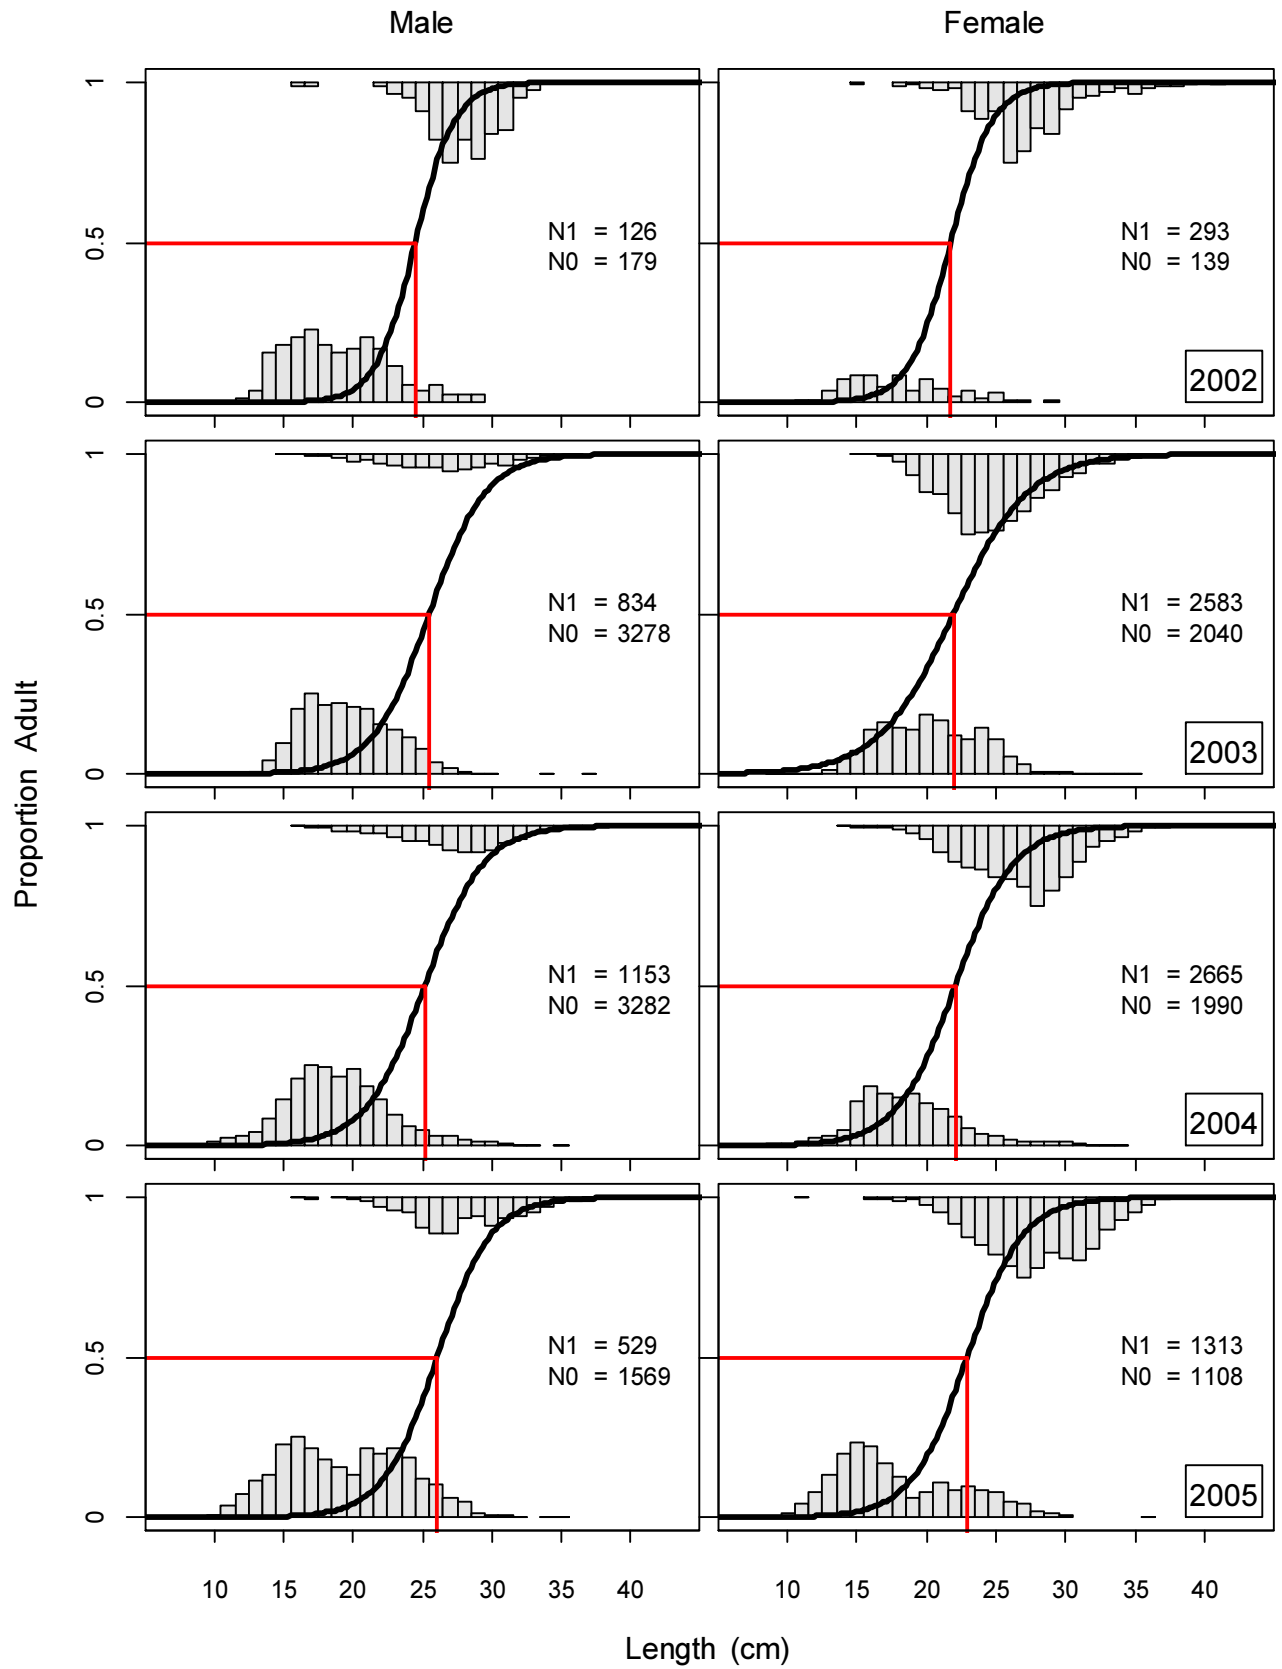 Male Female
1
0.5
0
N1 = 126
N0 = 179
N1 = 293
N0 = 139
2002
1
0.5
0
N1 = 834
N0 = 3278
N1 = 2583
N0 = 2040
2003
1
0.5
0
N1 = 1153
N0 = 3282
N1 = 2665
N0 = 1990
2004
1
0.5
0
N1 = 529
N0 = 1569
N1 = 1313
N0 = 1108
2005
10 15 20 25 30 35 40 10 15 20 25 30 35 40
Proportion Adult
Length (cm)